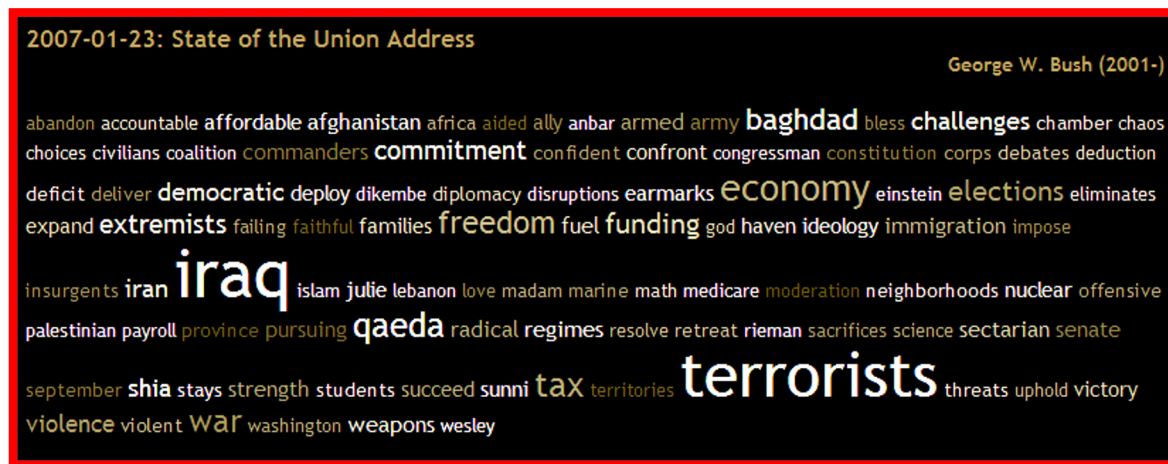 2007-01-23: State of the Union Address
George W. Bush (2001-)
abandon accountable affordable afghanistan africa aided ally anbar armed army baghdad bless challenges chamber chaos
choices civilians coalition commanders commitment confident confront congressman constitution corps debates deduction
deficit deliver democratic deploy dikembe diplomacy disruptions earmarks economy einstein elections eliminates
expand extremists failing faithful families freedom fuel funding god haven ideology immigration impose
insurgents iran iraq islam julie lebanon love madam marine math medicare moderation neighborhoods nuclear offensive
palestinian payroll province pursuing qaeda radical regimes resolve retreat rieman sacrifices science sectarian senate
september shia stays strength students succeed sunni tax territories terrorists threats uphold victory
violence violent war washington weapons wesley